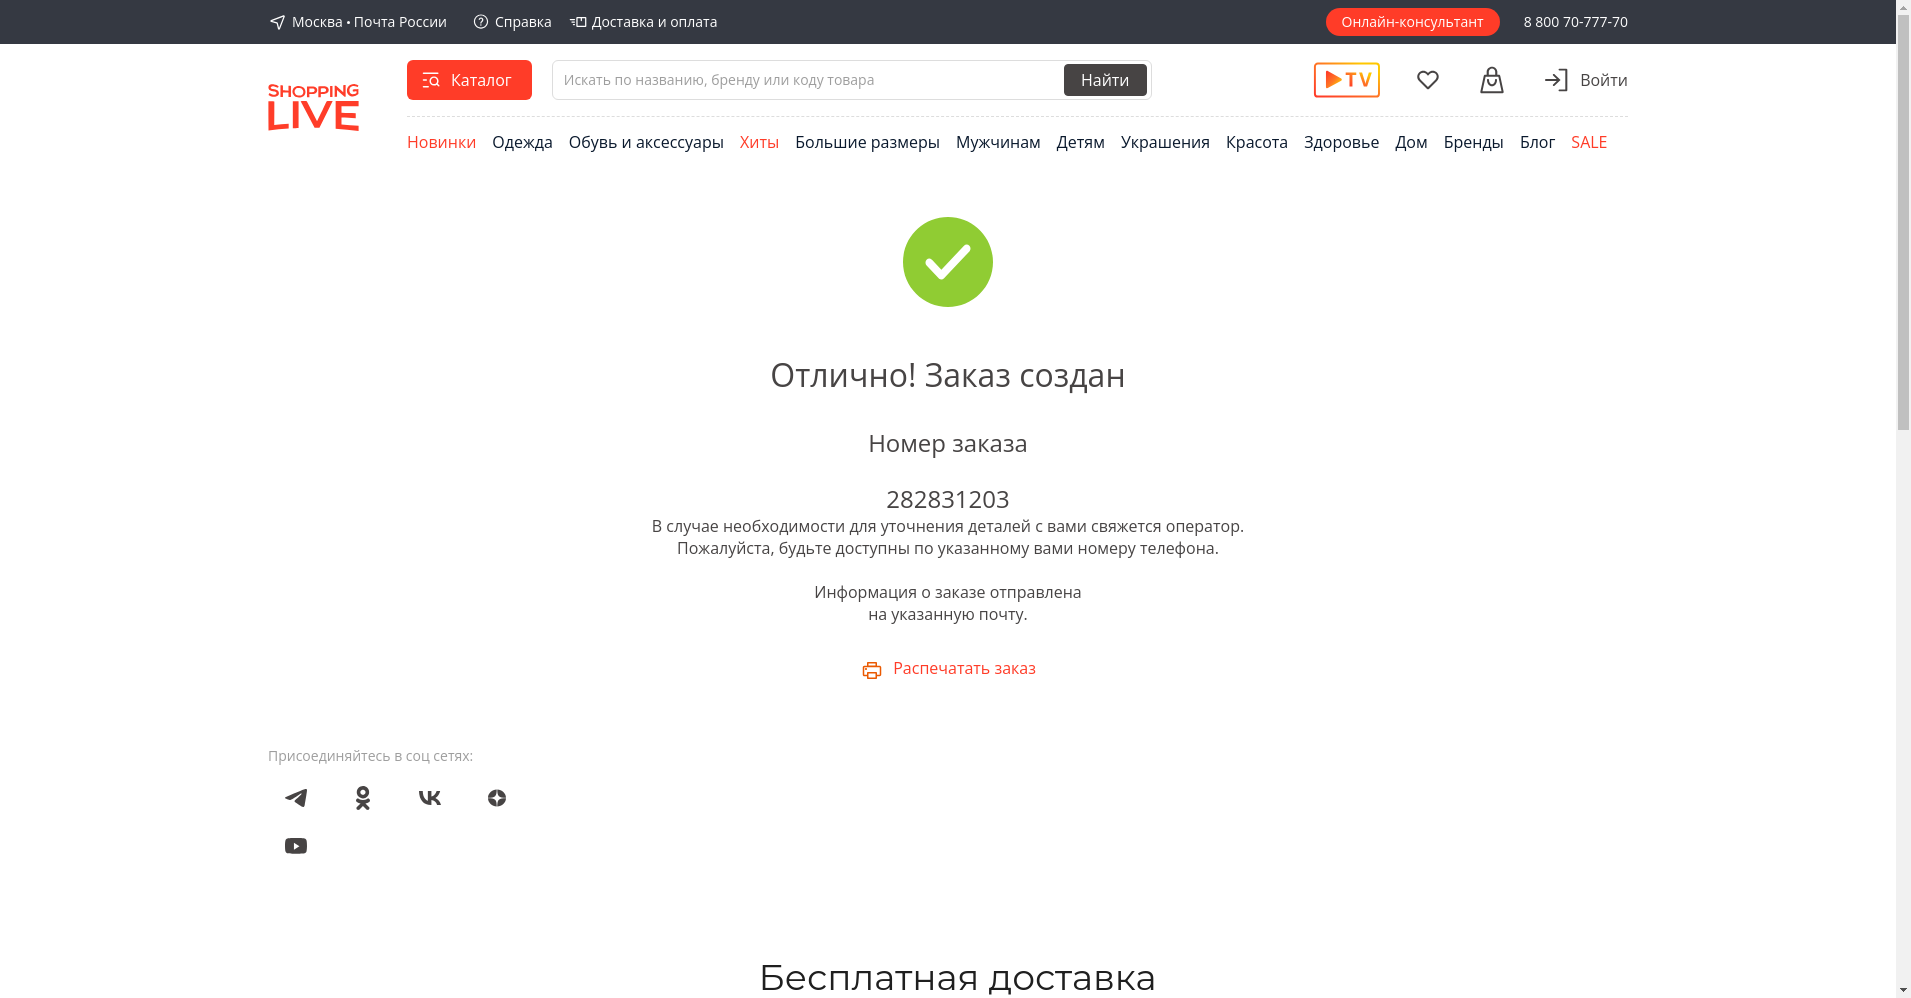 Москва • Почта России
Справка
Доставка и оплата
Онлайн-консультант
8 800 70-777-70
SHOPPING
LIVE
Каталог
Искать по названию, бренду или коду товара
Найти
TV
Войти
Новинки
Одежда
Обувь и аксессуары
Хиты
Большие размеры
Мужчинам
Детям
Украшения
Красота
Здоровье
Дом
Бренды
Блог
SALE
Отлично! Заказ создан
Номер заказа
282831203
В случае необходимости для уточнения деталей с вами свяжется оператор.
Пожалуйста, будьте доступны по указанному вами номеру телефона.
Информация о заказе отправлена
на указанную почту.
Распечатать заказ
Присоединяйтесь в соц сетях:
Бесплатная доставка